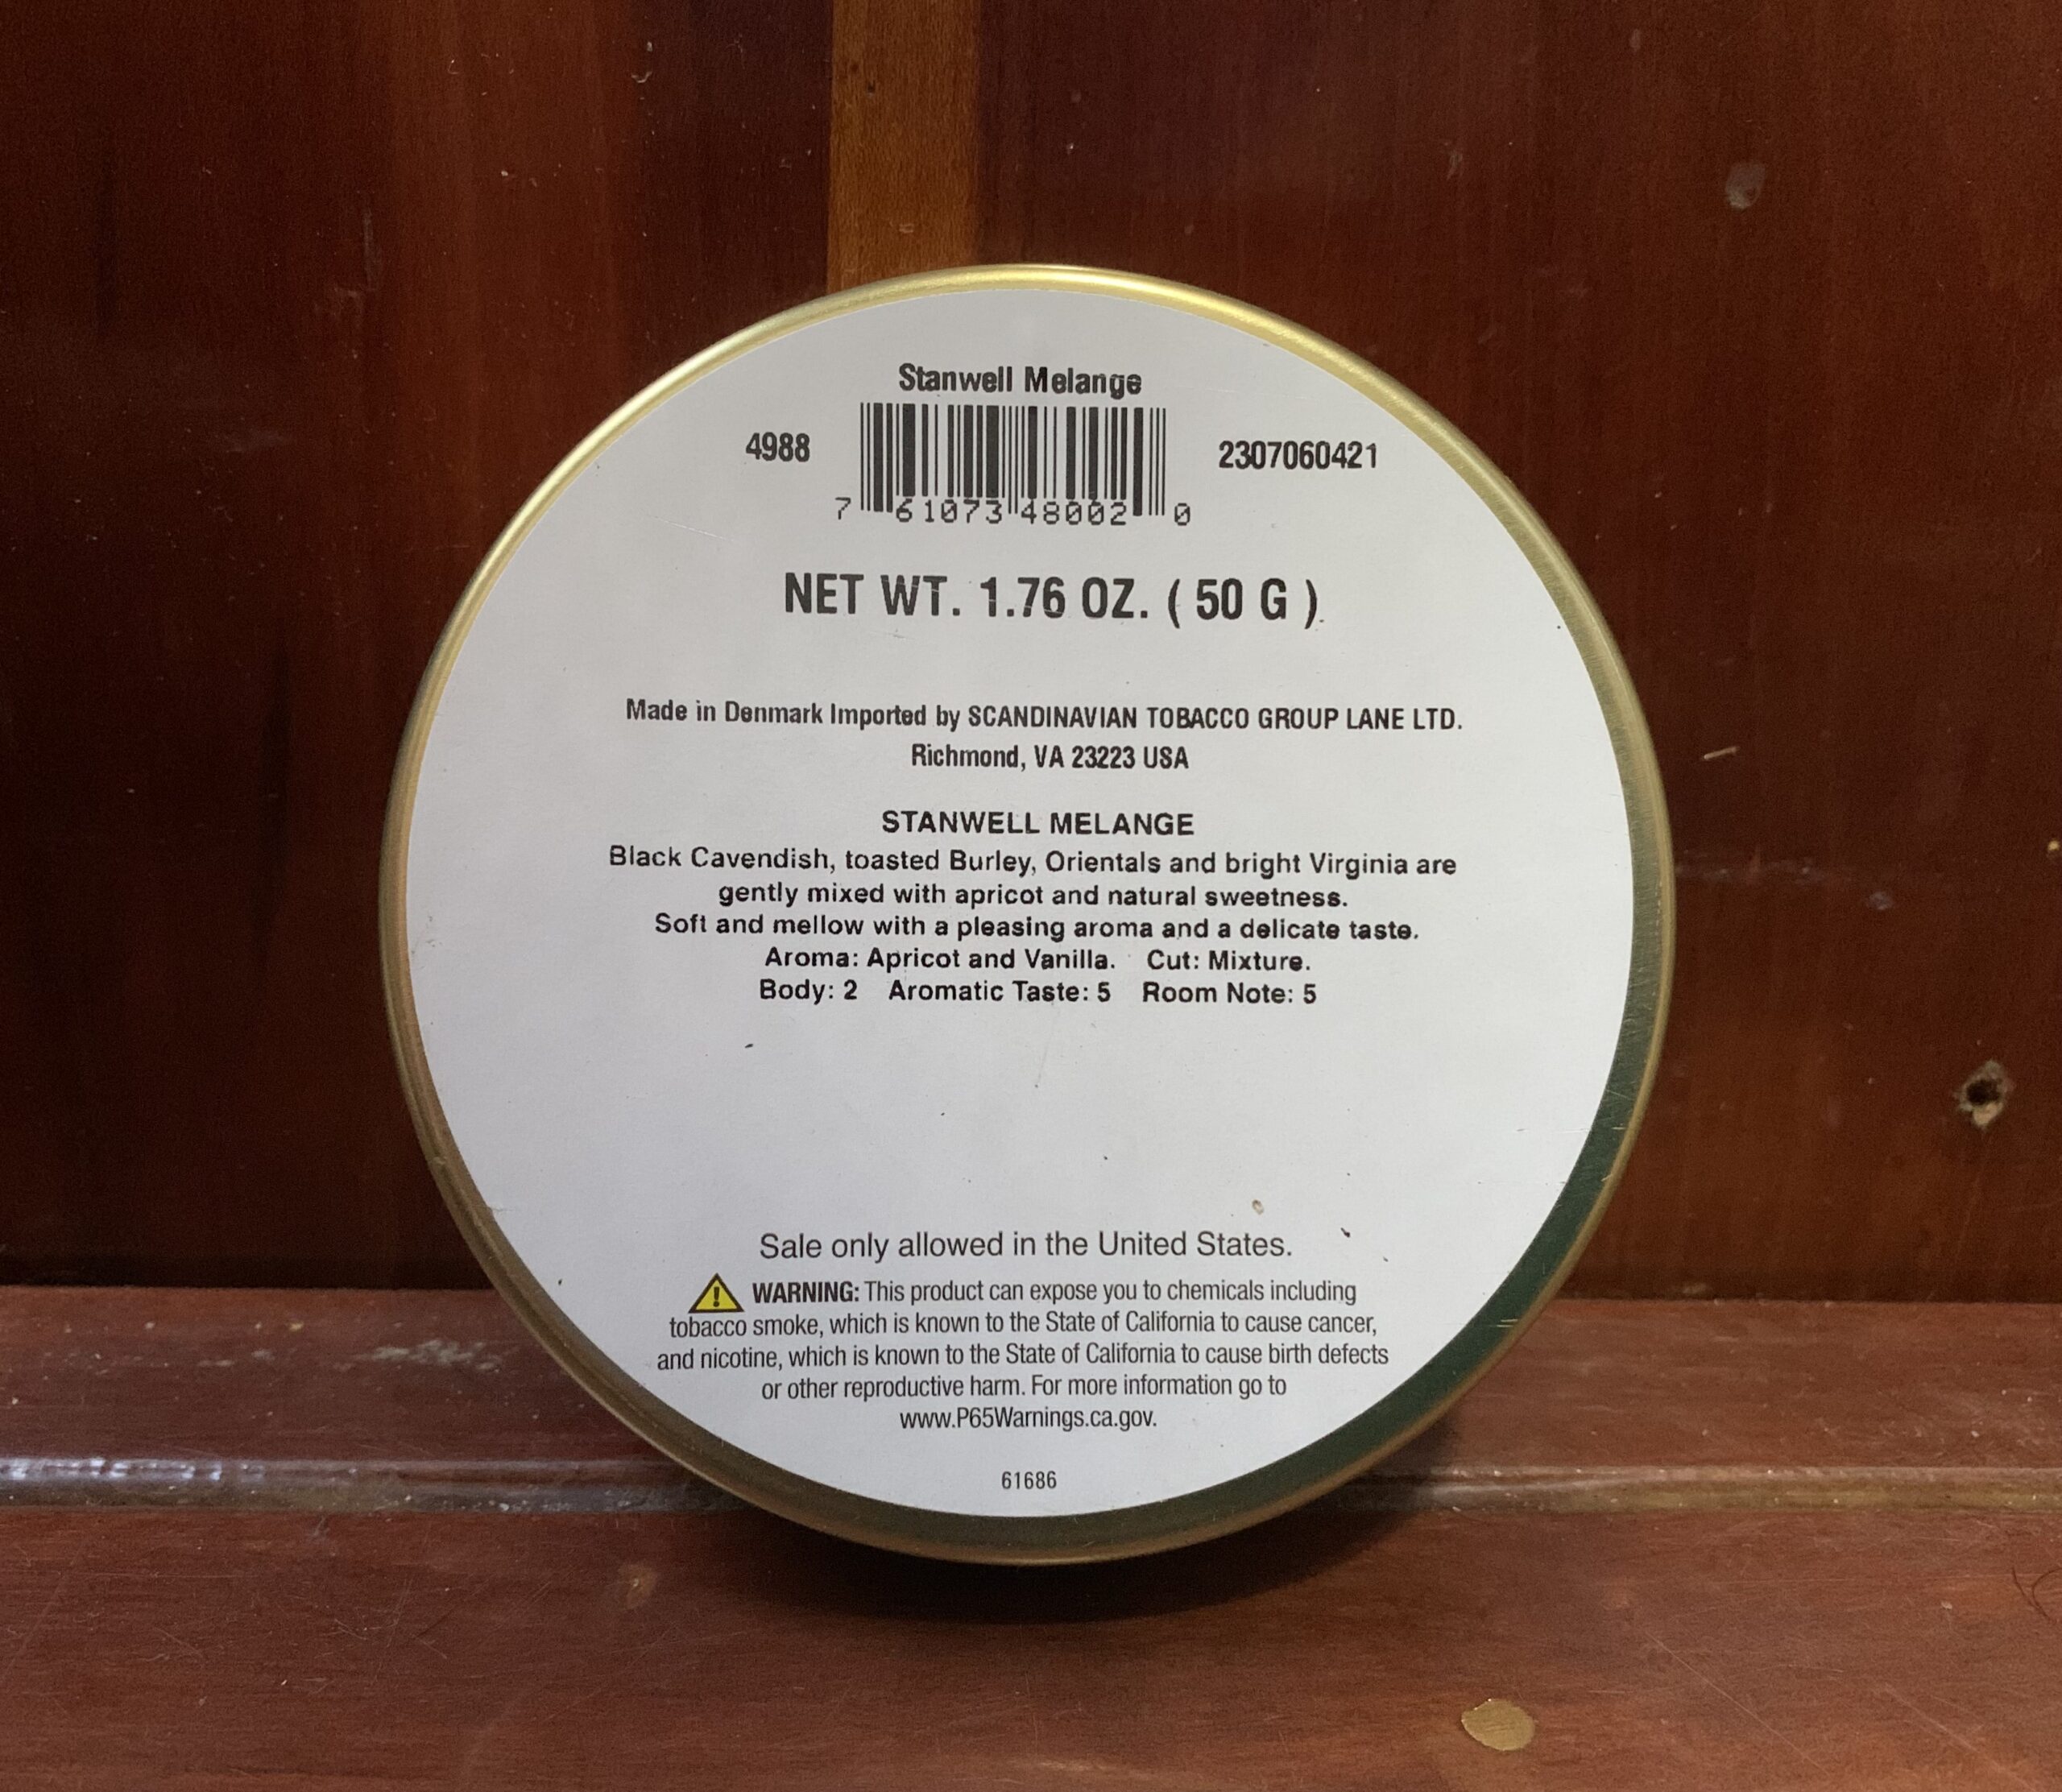 Stanwell Melange
4988
2307060421
7 61073 48002 0
NET WT. 1.76 OZ. ( 50 G )
Made in Denmark Imported by SCANDINAVIAN TOBACCO GROUP LANE LTD.
Richmond, VA 23223 USA
STANWELL MELANGE
Black Cavendish, toasted Burley, Orientals and bright Virginia are
gently mixed with apricot and natural sweetness.
Soft and mellow with a pleasing aroma and a delicate taste.
Aroma: Apricot and Vanilla. Cut: Mixture.
Body: 2 Aromatic Taste: 5 Room Note: 5
Sale only allowed in the United States.
WARNING: This product can expose you to chemicals including
tobacco smoke, which is known to the State of California to cause cancer,
and nicotine, which is known to the State of California to cause birth defects
or other reproductive harm. For more information go to
www.P65Warnings.ca.gov.
61686